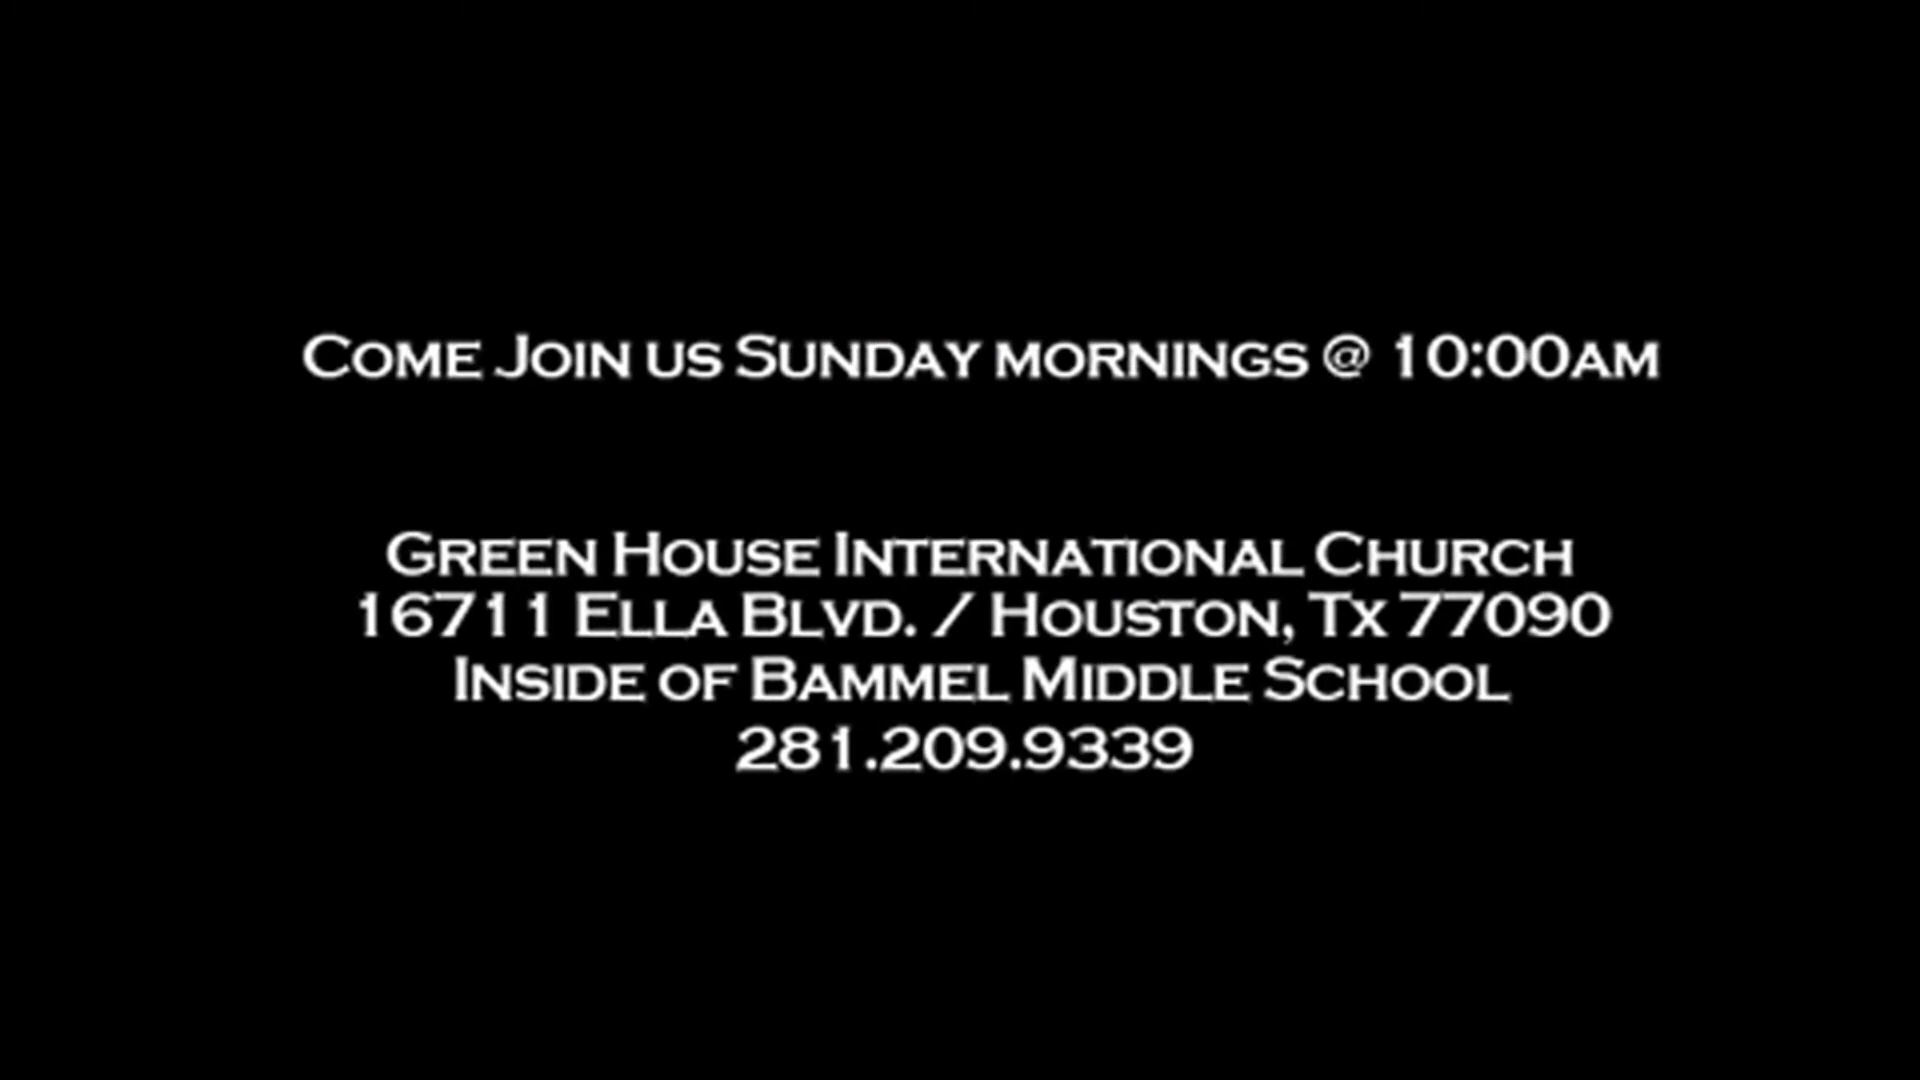 Come Join us Sunday mornings @ 10:00am
Green House International Church
16711 Ella Blvd. / Houston, Tx 77090
Inside of Bammel Middle School
281.209.9339